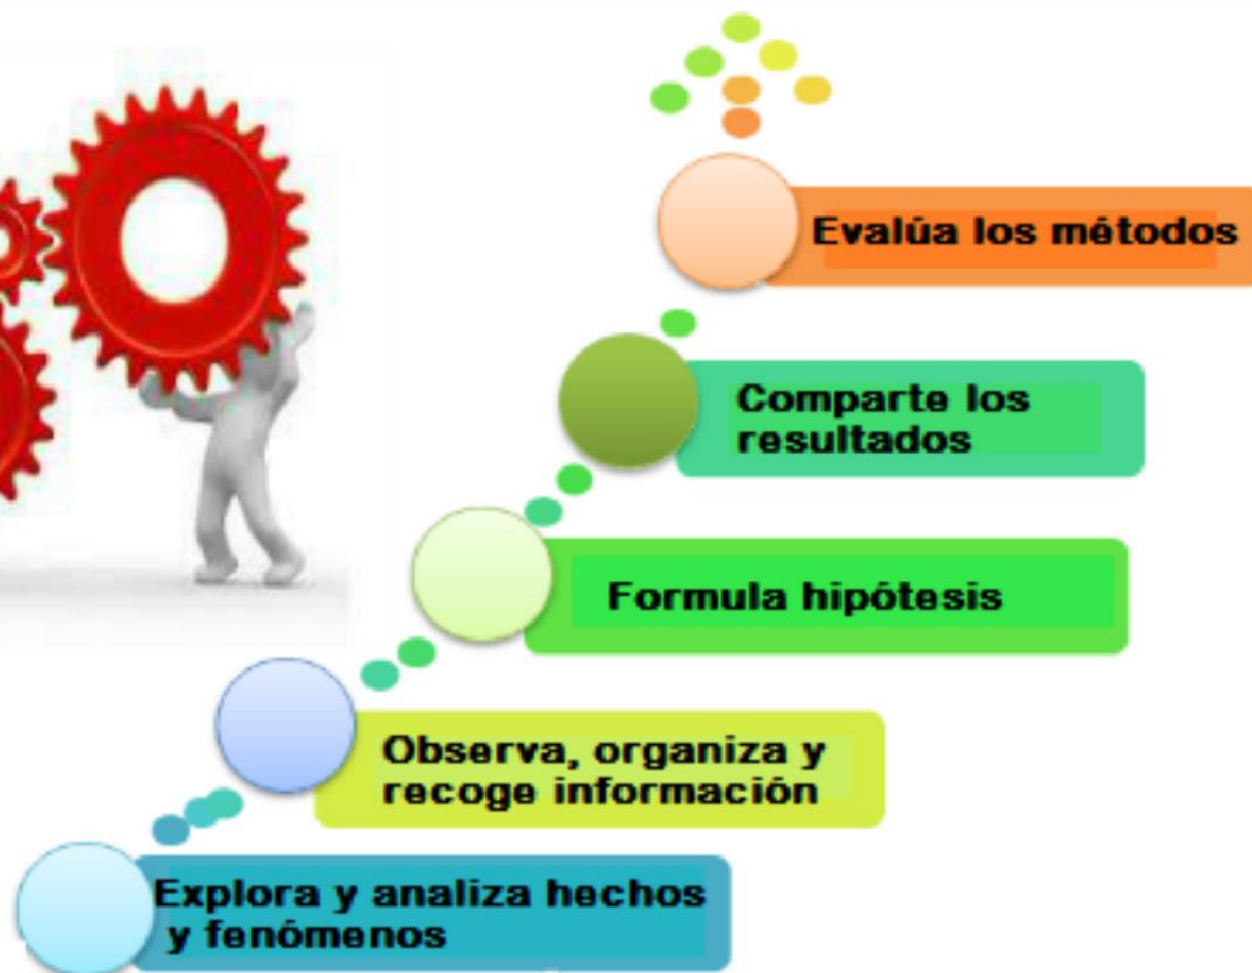 Evalúa los métodos
Comparte los
resultados
Formula hipótesis
Observa, organiza y
recoge información
Explora y analiza hechos
y fenómenos